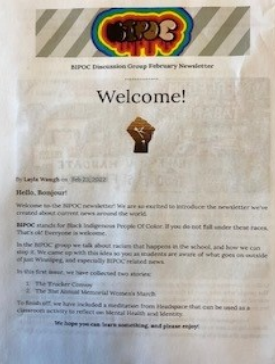 BIPOC
BIPOC Discussion Group February Newsletter
Welcome!
By Layla Waugh on Feb 23, 2022
Hello, Bonjour!
Welcome to the BIPOC newsletter! We are so excited to introduce the newsletter we've
created about current news around the world.
BIPOC stands for Black Indigenous People Of Color. If you do not fall under these races,
That's ok! Everyone is welcome.
In the BIPOC group we talk about racism that happens in the school, and how we can
stop it. We came up with this idea so you as students are aware of what goes on outside
of just Winnipeg, and especially BIPOC related news.
In this first issue, we have collected two stories:
1. The Trucker Convoy
2. The 31st Annual Memorial Women's March
To finish off, we have included a meditation from Headspace that can be used as a
classroom activity to reflect on Mental Health and Identity.
We hope you can learn something, and please enjoy!